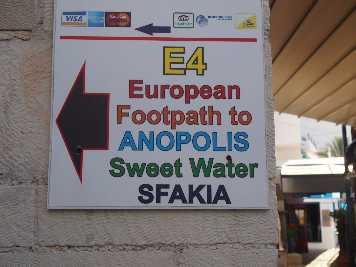 VISA
E4
European
Footpath to
ANOPOLIS
Sweet Water
SFAKIA